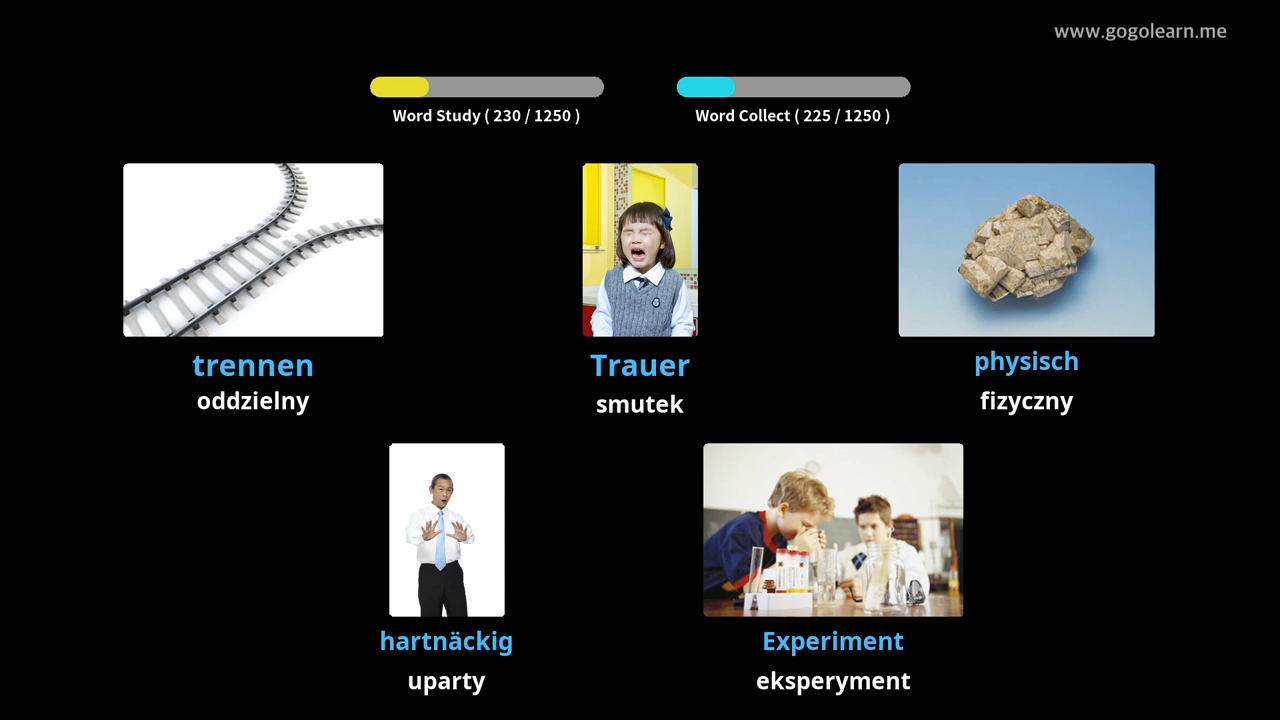 www.gogolearn.me
Word Study ( 230 / 1250 )
Word Collect ( 225 / 1250 )
trennen
oddzielny
Trauer
smutek
physisch
fizyczny
hartnäckig
uparty
Experiment
eksperyment